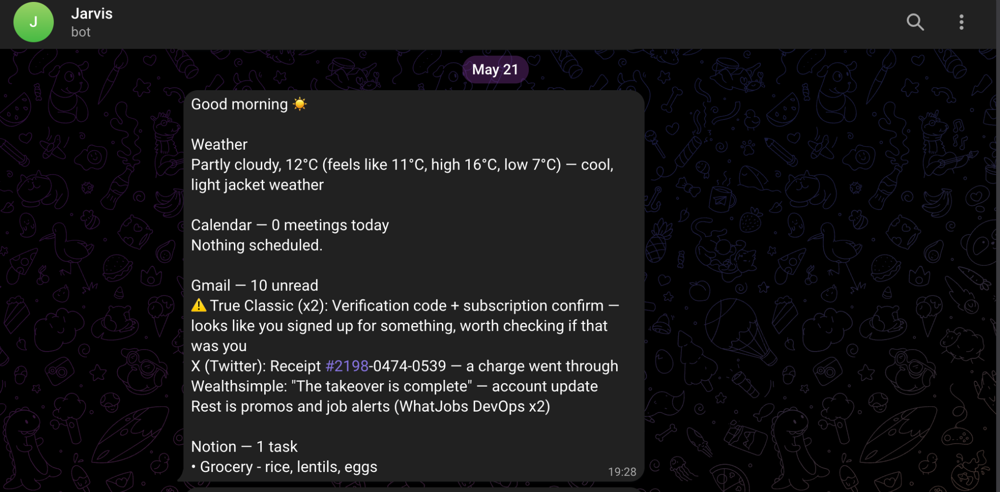 J
Jarvis
bot
May 21
Good morning ☀️
Weather
Partly cloudy, 12°C (feels like 11°C, high 16°C, low 7°C) — cool,
light jacket weather
Calendar — 0 meetings today
Nothing scheduled.
Gmail — 10 unread
⚠️ True Classic (x2): Verification code + subscription confirm —
looks like you signed up for something, worth checking if that
was you
X (Twitter): Receipt #2198-0474-0539 — a charge went through
Wealthsimple: "The takeover is complete" — account update
Rest is promos and job alerts (WhatJobs DevOps x2)
Notion — 1 task
• Grocery - rice, lentils, eggs
19:28